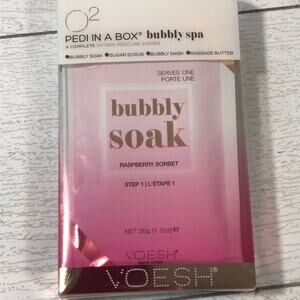 O2
PEDI IN A BOX® bubbly spa
A COMPLETE OXYGEN PEDICURE SYSTEM
BUBBLY SOAK SUGAR SCRUB BUBBLY MASK MASSAGE BUTTER
SERVES ONE
PORTE UNE
bubbly
soak
RASPBERRY SORBET
STEP 1 | L'ÉTAPE 1
NET 35g (1.2oz) ℮
VOESH
VOESH